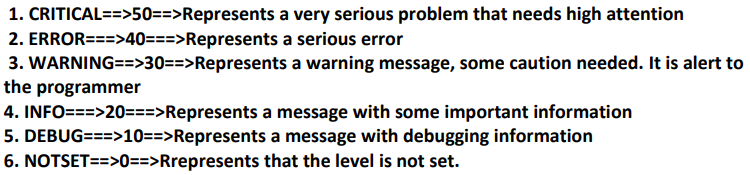 1. CRITICAL==>50==>Represents a very serious problem that needs high attention
2. ERROR===>40===>Represents a serious error
3. WARNING==>30==>Represents a warning message, some caution needed. It is alert to
the programmer
4. INFO===>20===>Represents a message with some important information
5. DEBUG===>10==>Represents a message with debugging information
6. NOTSET==>0==>Rrepresents that the level is not set.